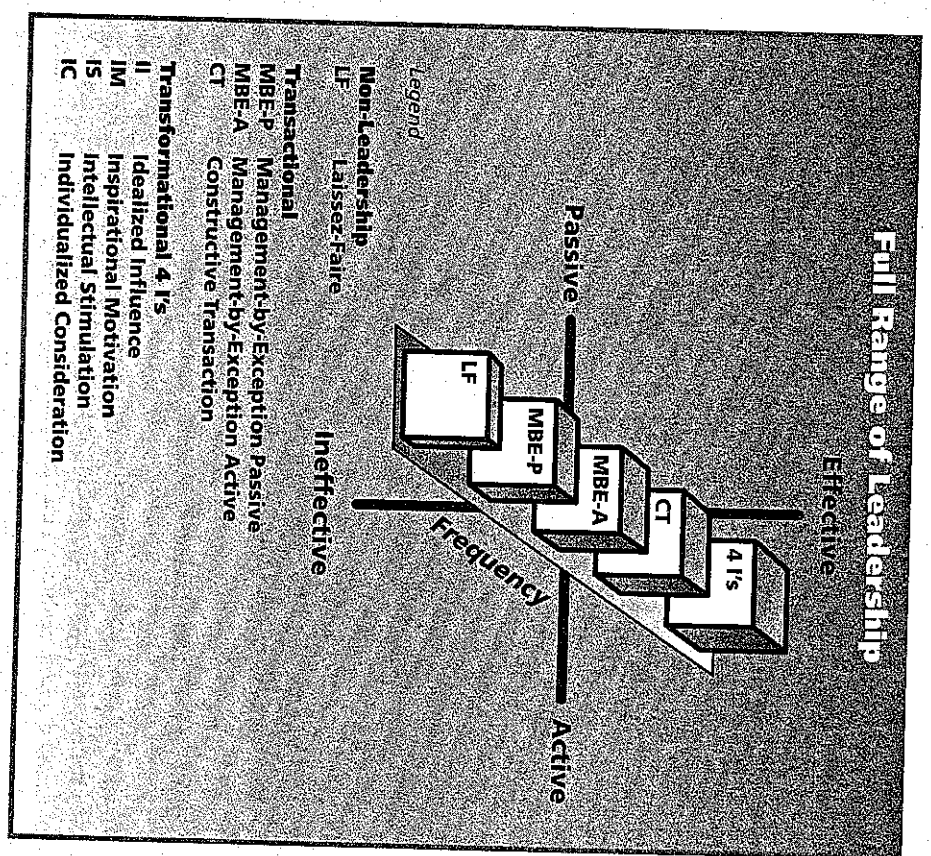 Full Range of Leadership
Effective
4 I's
CT
MBE-A
MBE-P
LF
Passive
Active
Frequency
Ineffective
Legend
Non-Leadership
LF Laissez-Faire
Transactional
MBE-P Management-by-Exception Passive
MBE-A Management-by-Exception Active
CT Constructive Transaction
Transformational 4 I's
II Idealized Influence
IM Inspirational Motivation
IS Intellectual Stimulation
IC Individualized Consideration